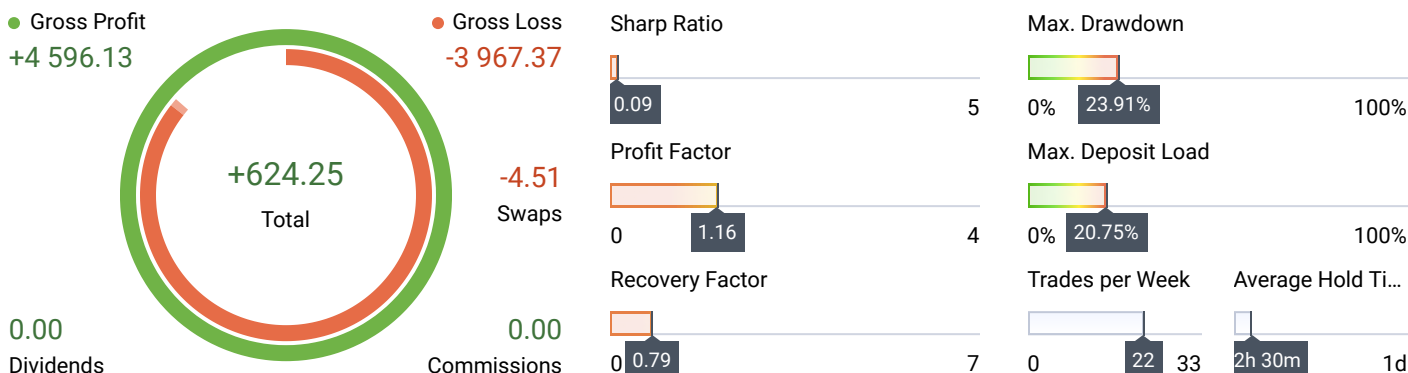 Gross Profit
+4 596.13
Gross Loss
-3 967.37
+624.25
Total
-4.51
Swaps
0.00
Dividends
0.00
Commissions
Sharp Ratio
0.09
5
Profit Factor
0
1.16
4
Recovery Factor
0
0.79
7
Max. Drawdown
0%
23.91%
100%
Max. Deposit Load
0%
20.75%
100%
Trades per Week
0
22
33
Average Hold Ti...
2h 30m
1d